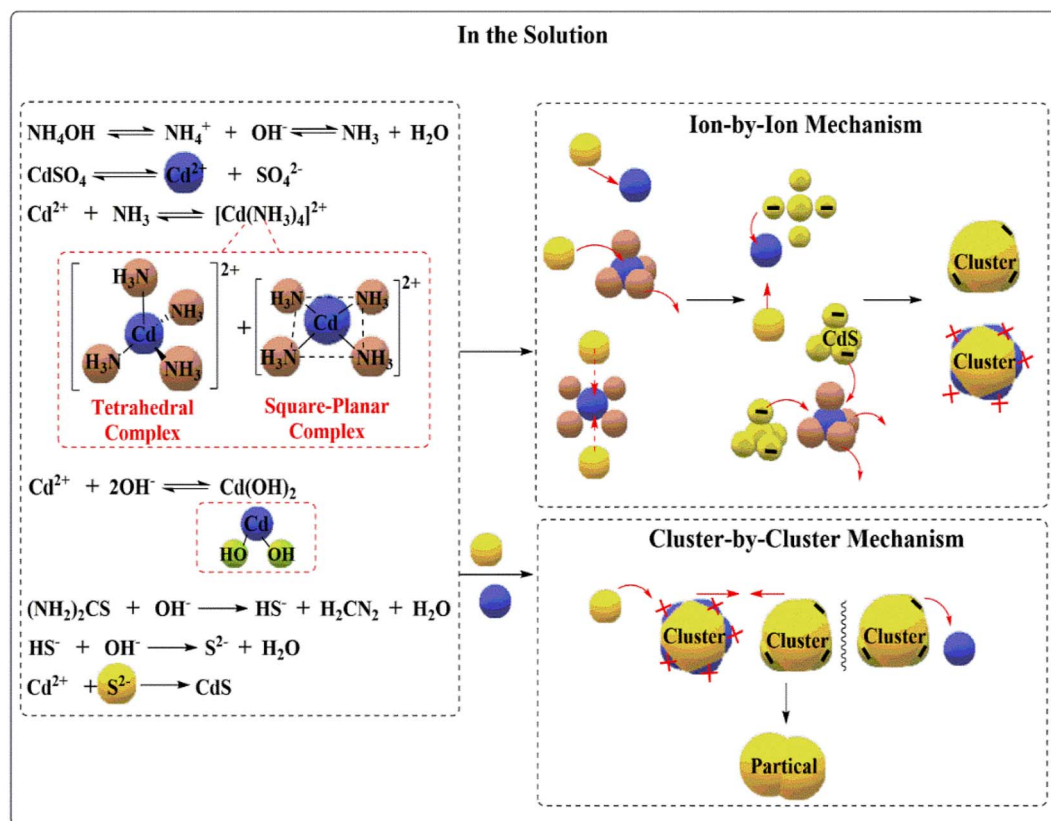 In the Solution
NH4OH ⇌ NH₄⁺ + OH⁻ ⇌ NH₃ + H₂O
CdSO₄ ⇌ Cd²⁺ + SO₄²⁻
Cd²⁺ + NH₃ ⇌ [Cd(NH₃)₄]²⁺
H₃N
NH₃
Cd
H₃N
NH₃
2+
+
H₃N
NH₃
Cd
H₃N
NH₃
2+
Tetrahedral
Complex
Square-Planar
Complex
Cd²⁺ + 2OH⁻ ⇌ Cd(OH)₂
Cd
HO
OH
(NH₂)₂CS + OH⁻ → HS⁻ + H₂CN₂ + H₂O
HS⁻ + OH⁻ → S²⁻ + H₂O
Cd²⁺ + S²⁻ → CdS
Ion-by-Ion Mechanism
CdS
Cluster
Cluster
Cluster-by-Cluster Mechanism
Cluster
Cluster
Cluster
Partical